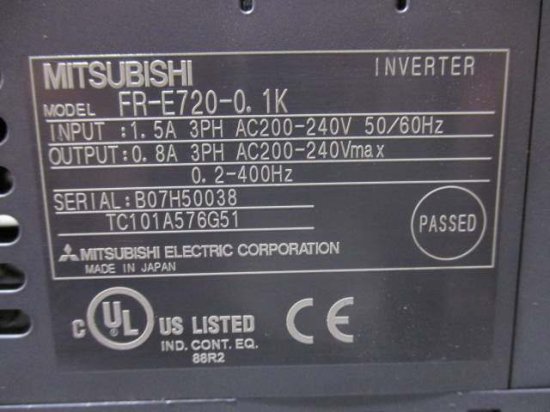 MITSUBISHI INVERTER
MODEL FR-E720-0.1K
INPUT :1.5A 3PH AC200-240V 50/60Hz
OUTPUT:0.8A 3PH AC200-240Vmax
0.2-400Hz
SERIAL:B07H50038
TC101A576G51
PASSED
MITSUBISHI ELECTRIC CORPORATION
MADE IN JAPAN
C UL US LISTED CE
IND. CONT. EQ.
88R2